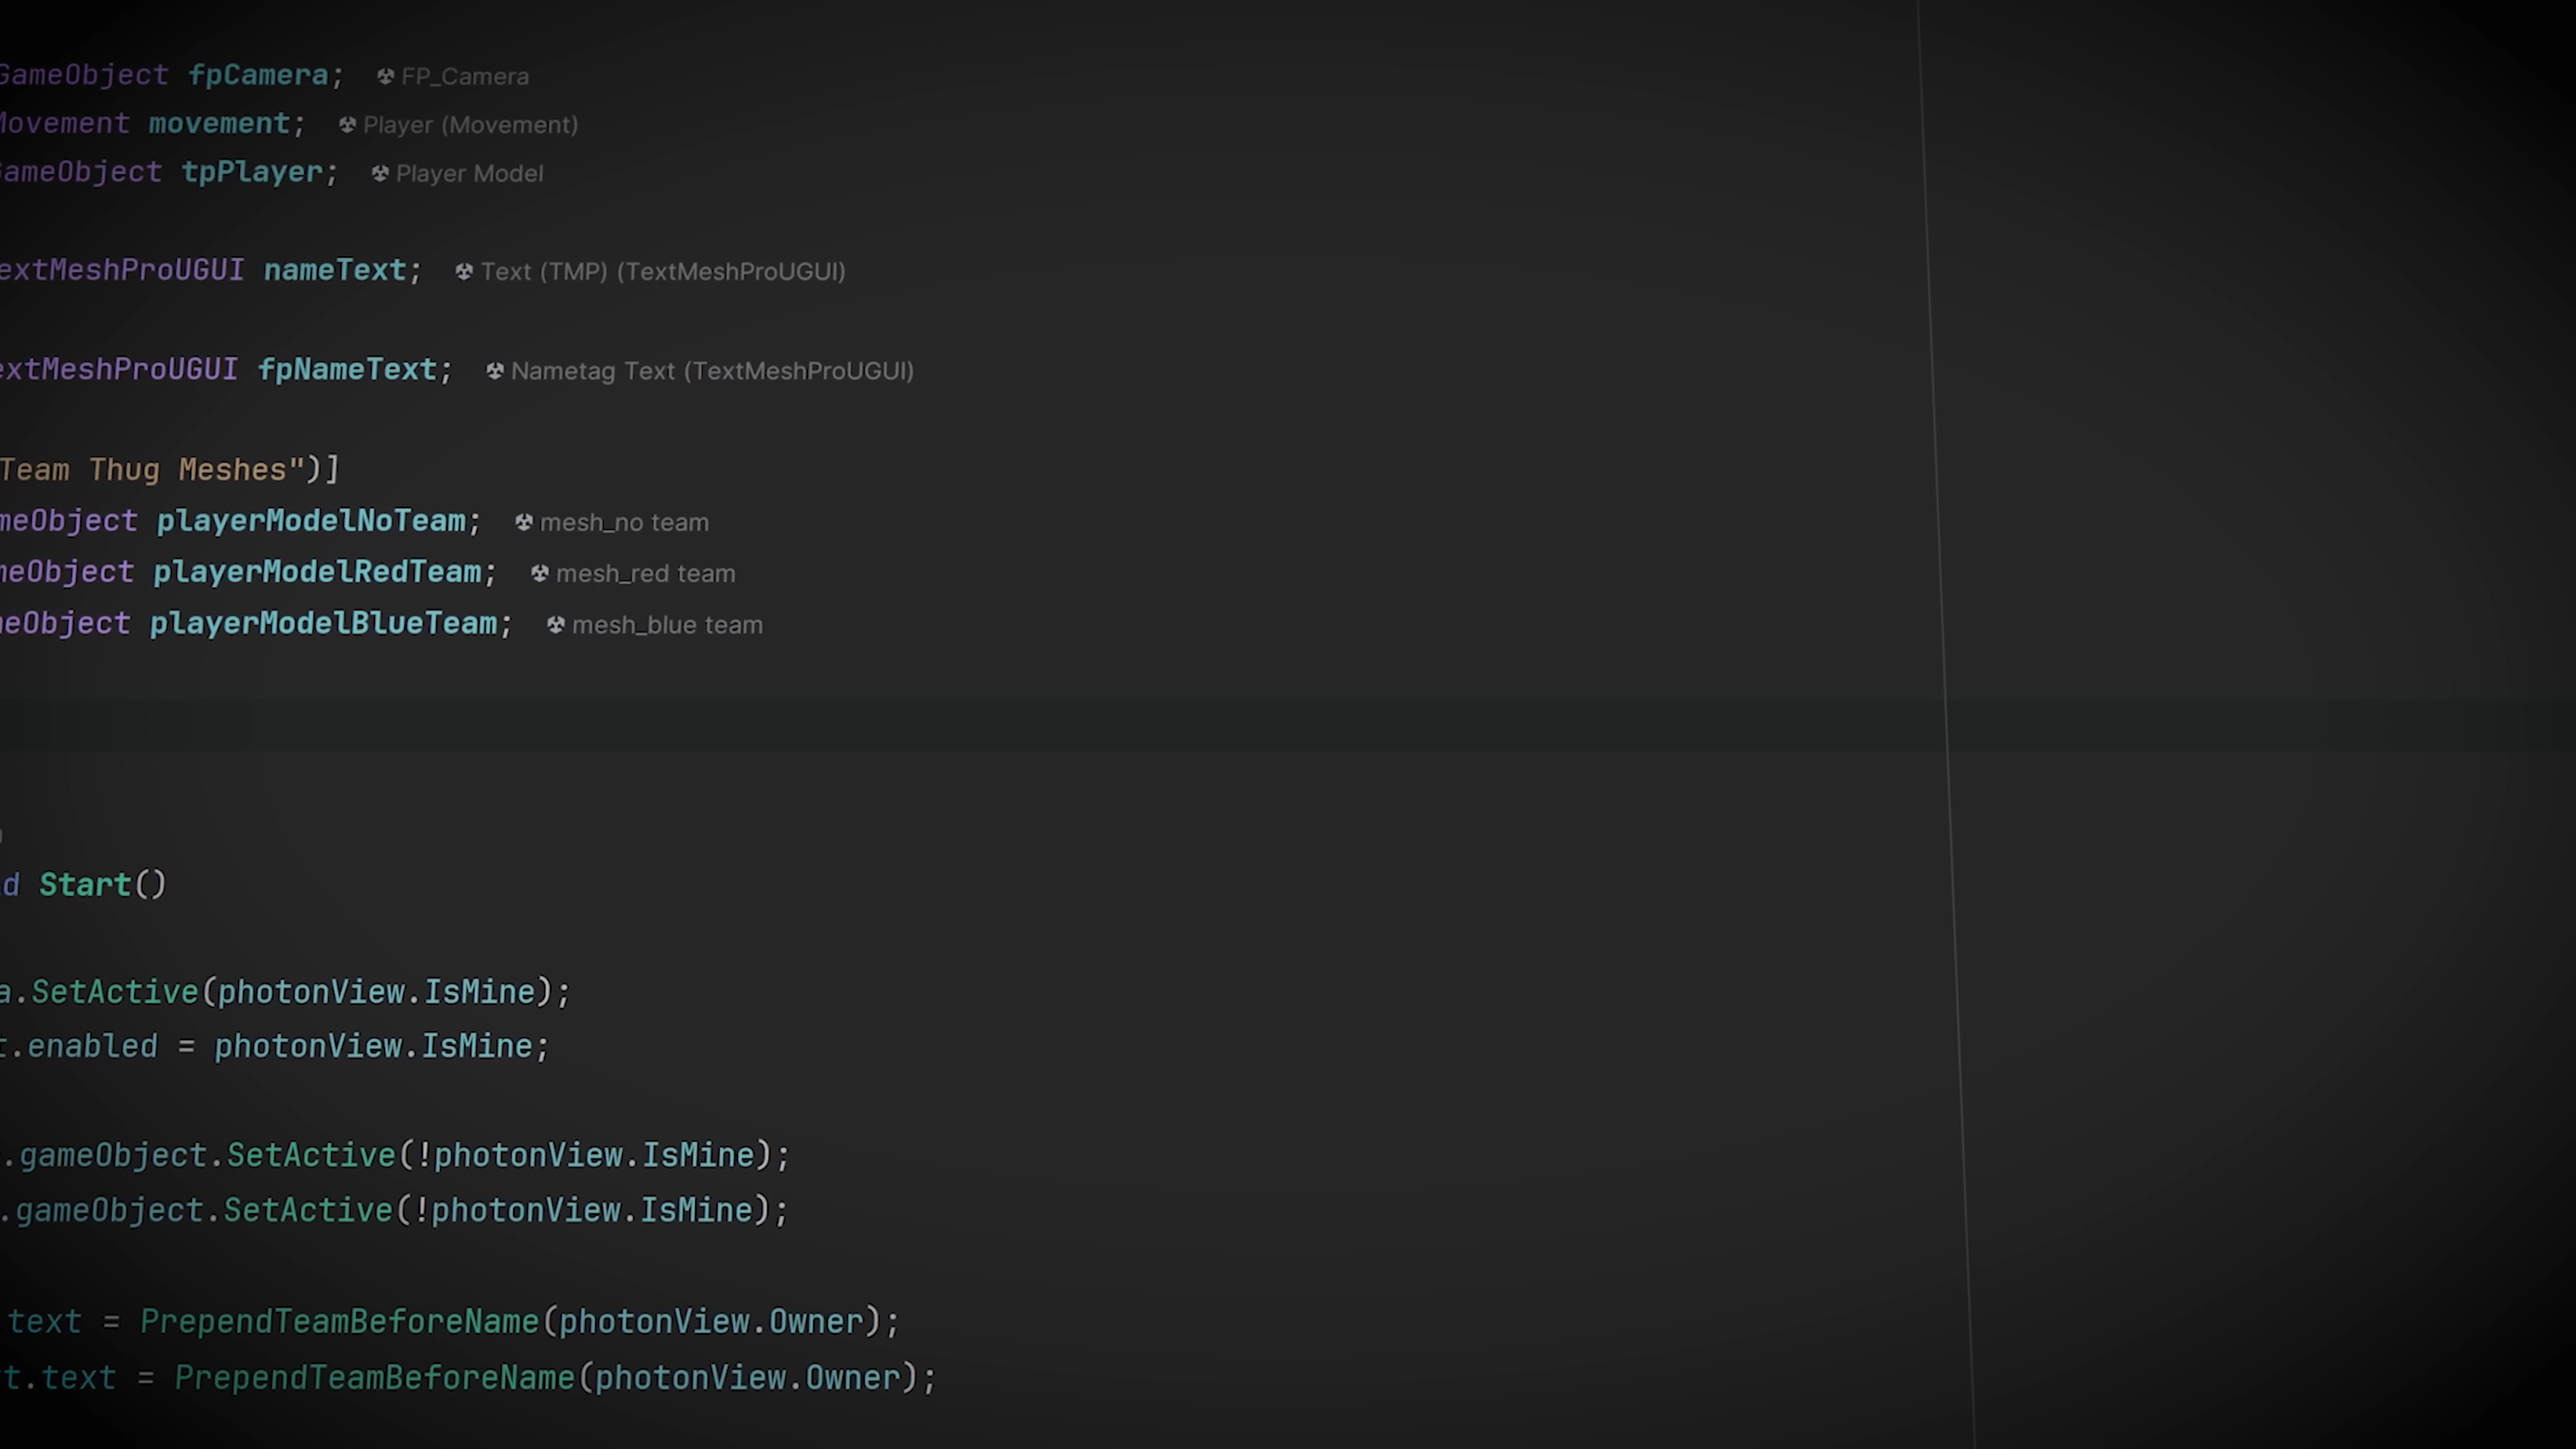 GameObject fpCamera; FP_Camera
Movement movement; Player (Movement)
GameObject tpPlayer; Player Model
extMeshProUGUI nameText; Text (TMP) (TextMeshProUGUI)
extMeshProUGUI fpNameText; Nametag Text (TextMeshProUGUI)
Team Thug Meshes")]
meObject playerModelNoTeam; mesh_no team
meObject playerModelRedTeam; mesh_red team
meObject playerModelBlueTeam; mesh_blue team
d Start()
a.SetActive(photonView.IsMine);
t.enabled = photonView.IsMine;
.gameObject.SetActive(!photonView.IsMine);
.gameObject.SetActive(!photonView.IsMine);
text = PrependTeamBeforeName(photonView.Owner);
t.text = PrependTeamBeforeName(photonView.Owner);